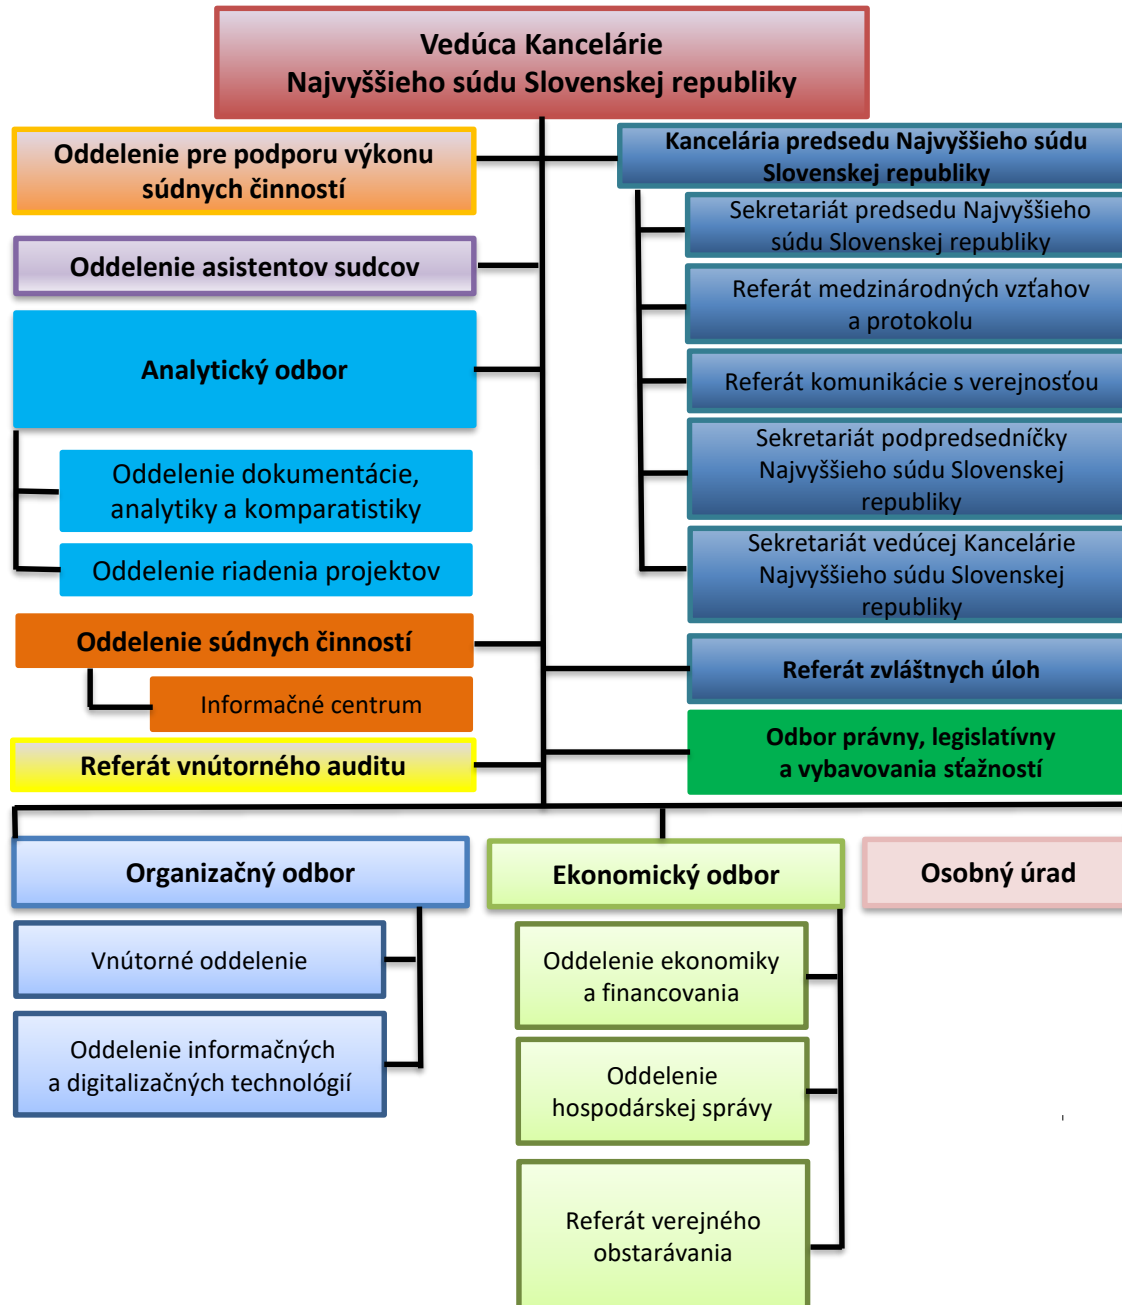 Vedúca Kancelárie
Najvyššieho súdu Slovenskej republiky
Oddelenie pre podporu výkonu
súdnych činností
Kancelária predsedu Najvyššieho súdu
Slovenskej republiky
Sekretariát predsedu Najvyššieho
súdu Slovenskej republiky
Oddelenie asistentov sudcov
Referát medzinárodných vzťahov
a protokolu
Analytický odbor
Referát komunikácie s verejnosťou
Sekretariát podpredsedníčky
Najvyššieho súdu Slovenskej
republiky
Oddelenie dokumentácie,
analytiky a komparatistiky
Sekretariát vedúcej Kancelárie
Najvyššieho súdu Slovenskej
republiky
Oddelenie riadenia projektov
Oddelenie súdnych činností
Referát zvláštnych úloh
Informačné centrum
Odbor právny, legislatívny
a vybavovania sťažností
Referát vnútorného auditu
Organizačný odbor
Ekonomický odbor
Osobný úrad
Vnútorné oddelenie
Oddelenie ekonomiky
a financovania
Oddelenie informačných
a digitalizačných technológií
Oddelenie
hospodárskej správy
Referát verejného
obstarávania